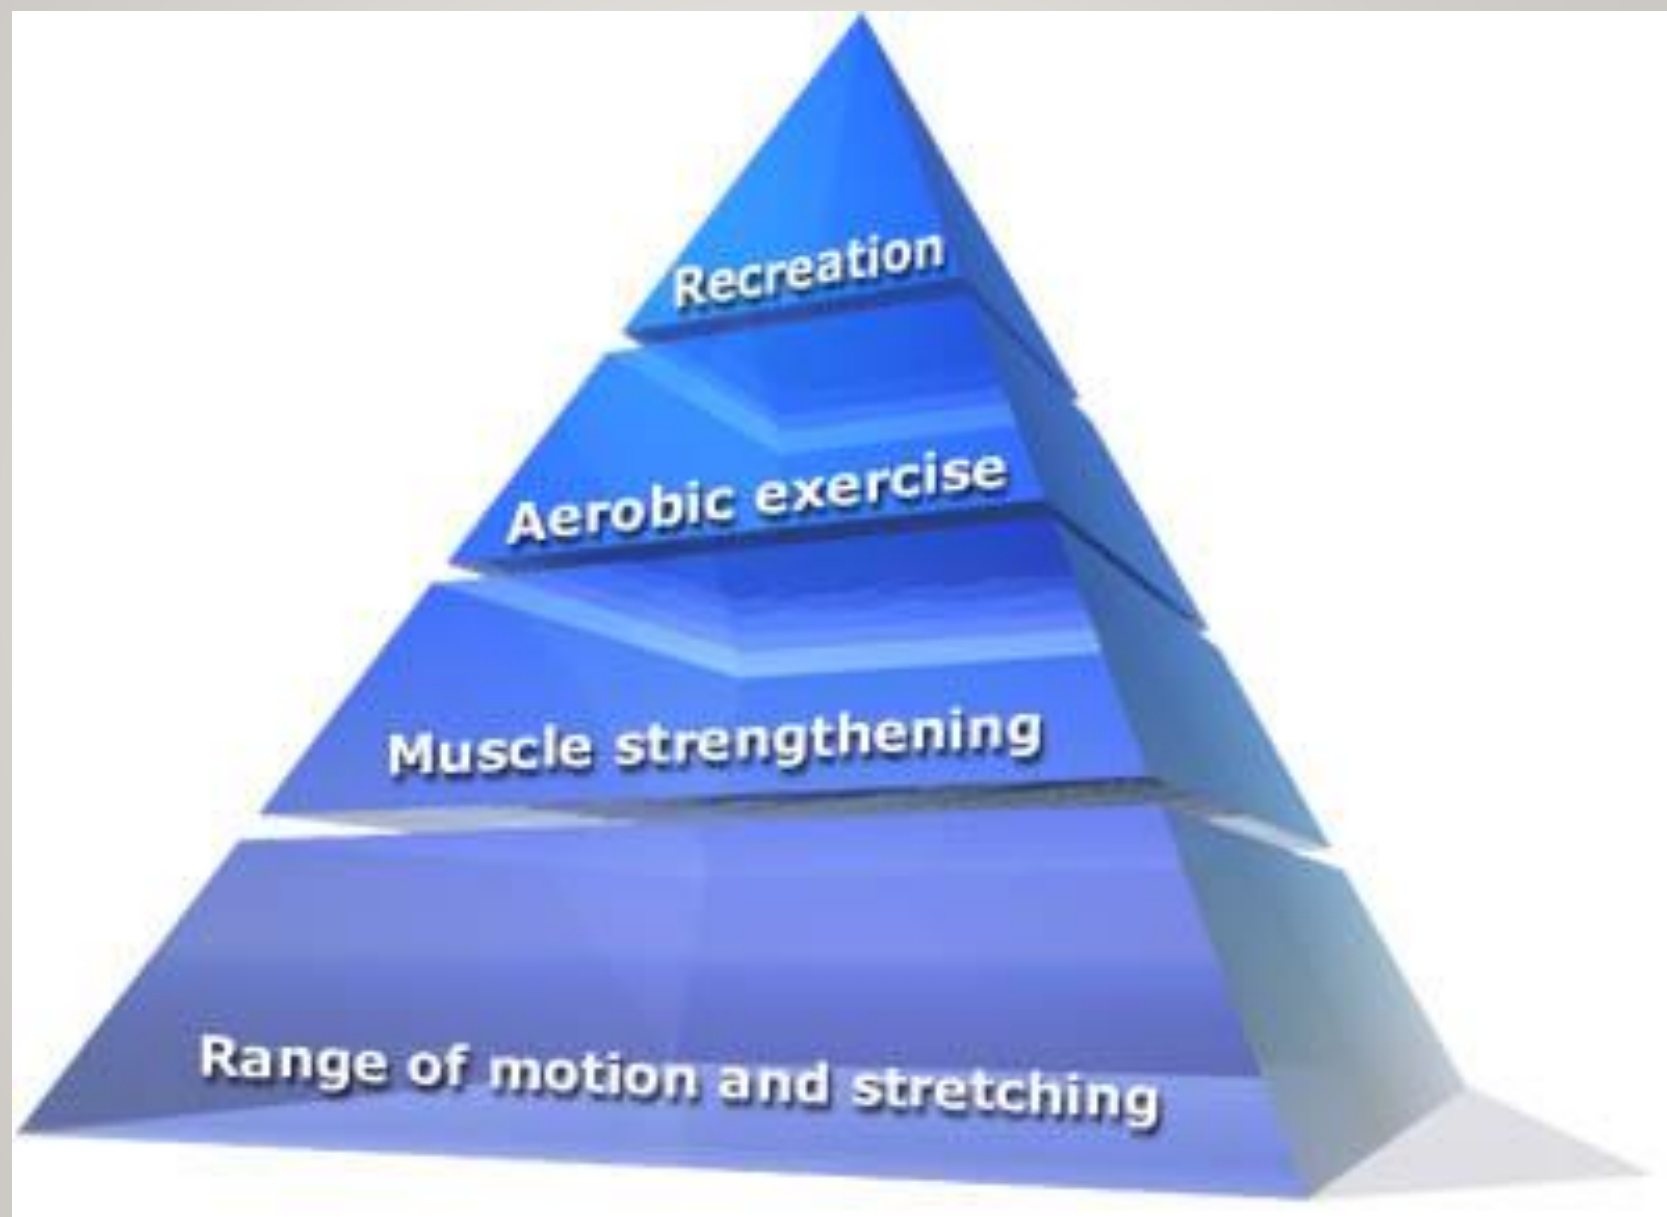 Recreation
Aerobic exercise
Muscle strengthening
Range of motion and stretching